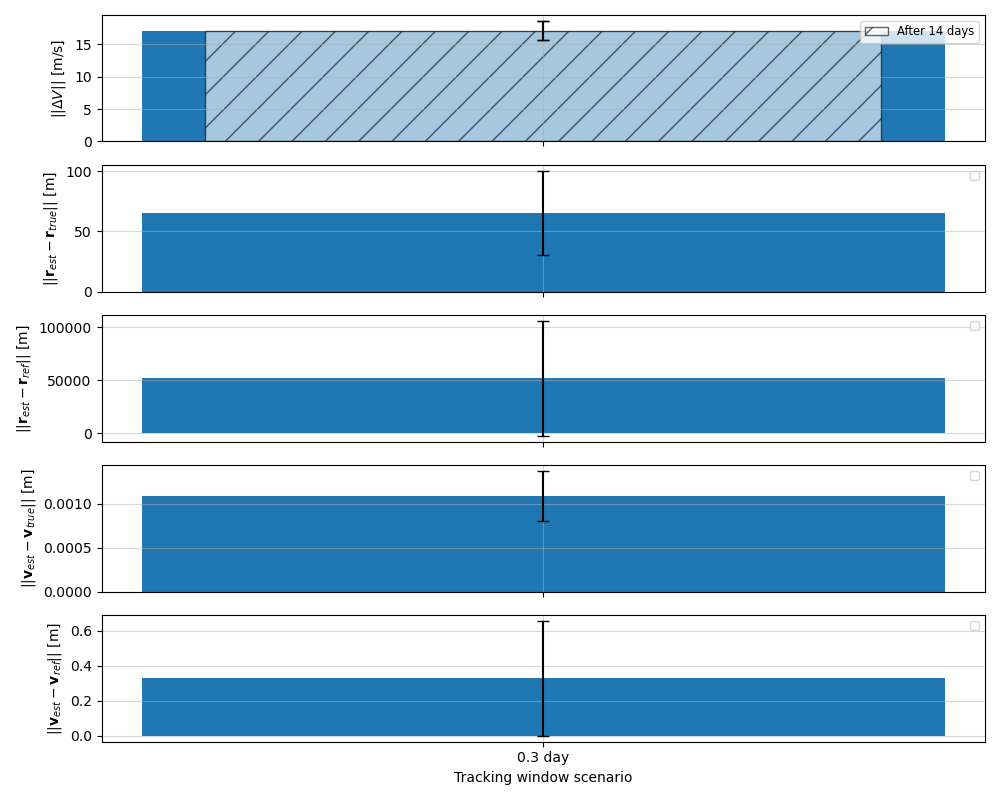 ||ΔV|| [m/s]
15
10
5
0
After 14 days
||r_est − r_true|| [m]
100
50
0
||r_est − r_ref|| [m]
100000
50000
0
||v_est − v_true|| [m]
0.0010
0.0005
0.0000
||v_est − v_ref|| [m]
0.6
0.4
0.2
0.0
0.3 day
Tracking window scenario